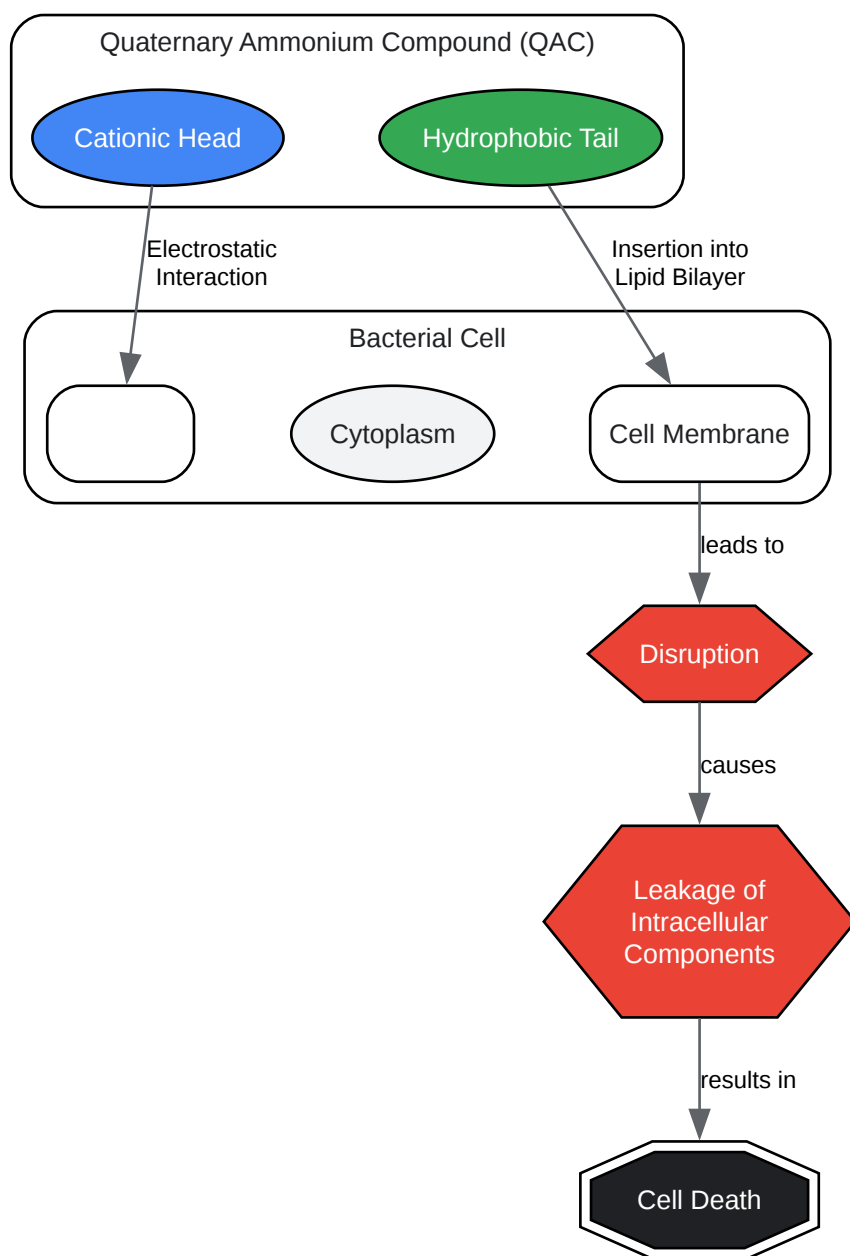 Quaternary Ammonium Compound (QAC)
Cationic Head
Hydrophobic Tail
Electrostatic
Interaction
Insertion into
Lipid Bilayer
Bacterial Cell
Cytoplasm
Cell Membrane
leads to
Disruption
causes
Leakage of
Intracellular
Components
results in
Cell Death